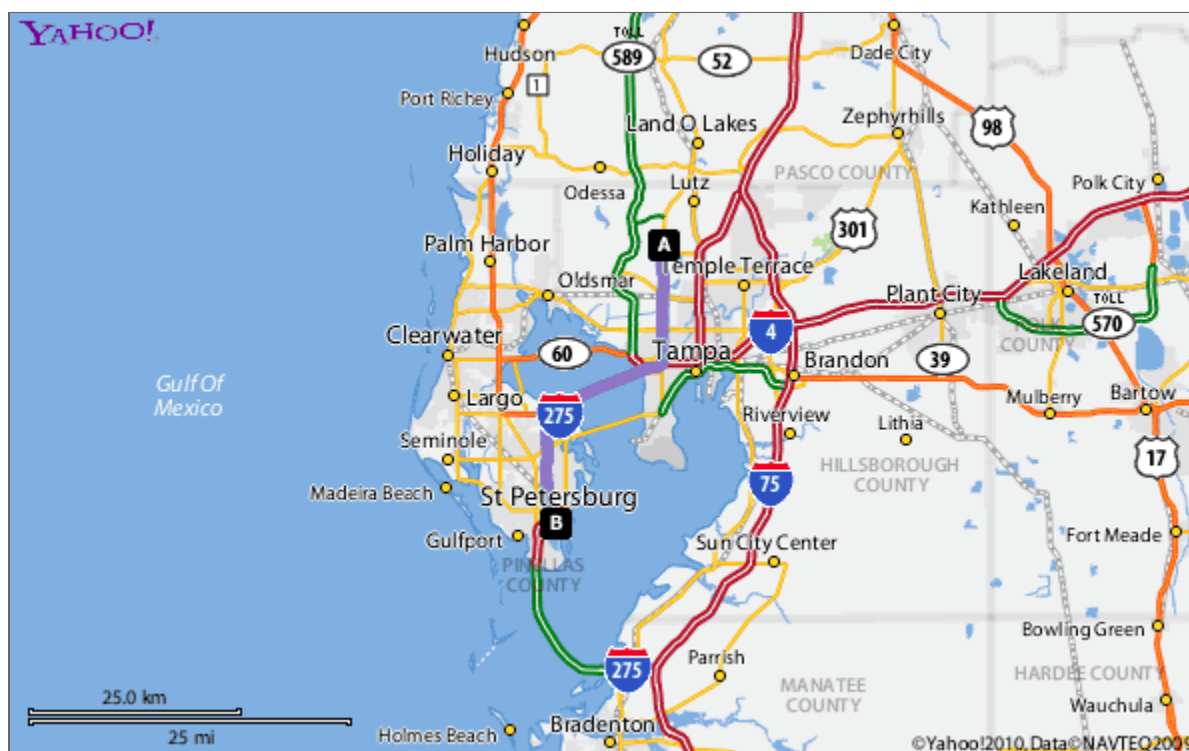 YAHOO!
TOLL
589
52
Dade City
Hudson
1
Port Richey
98
Land O Lakes
Zephyrhills
Holiday
PASCO COUNTY
Odessa
Lutz
Polk City
Kathleen
301
Palm Harbor
A
Temple Terrace
Oldsmar
Lakeland
Plant City
TOLL
570
POLK
COUNTY
4
Clearwater
60
Tampa
Brandon
39
Gulf Of
Mexico
Largo
275
Mulberry
Bartow
Riverview
Lithia
Seminole
17
HILLSBOROUGH
COUNTY
75
Madeira Beach
St Petersburg
B
Gulfport
Sun City Center
Fort Meade
PINELLAS
COUNTY
Bowling Green
275
Parrish
HARDEE COUNTY
MANATEE
COUNTY
25.0 km
25 mi
Wauchula
Holmes Beach
Bradenton
©Yahoo!2010, Data©NAVTEQ2009